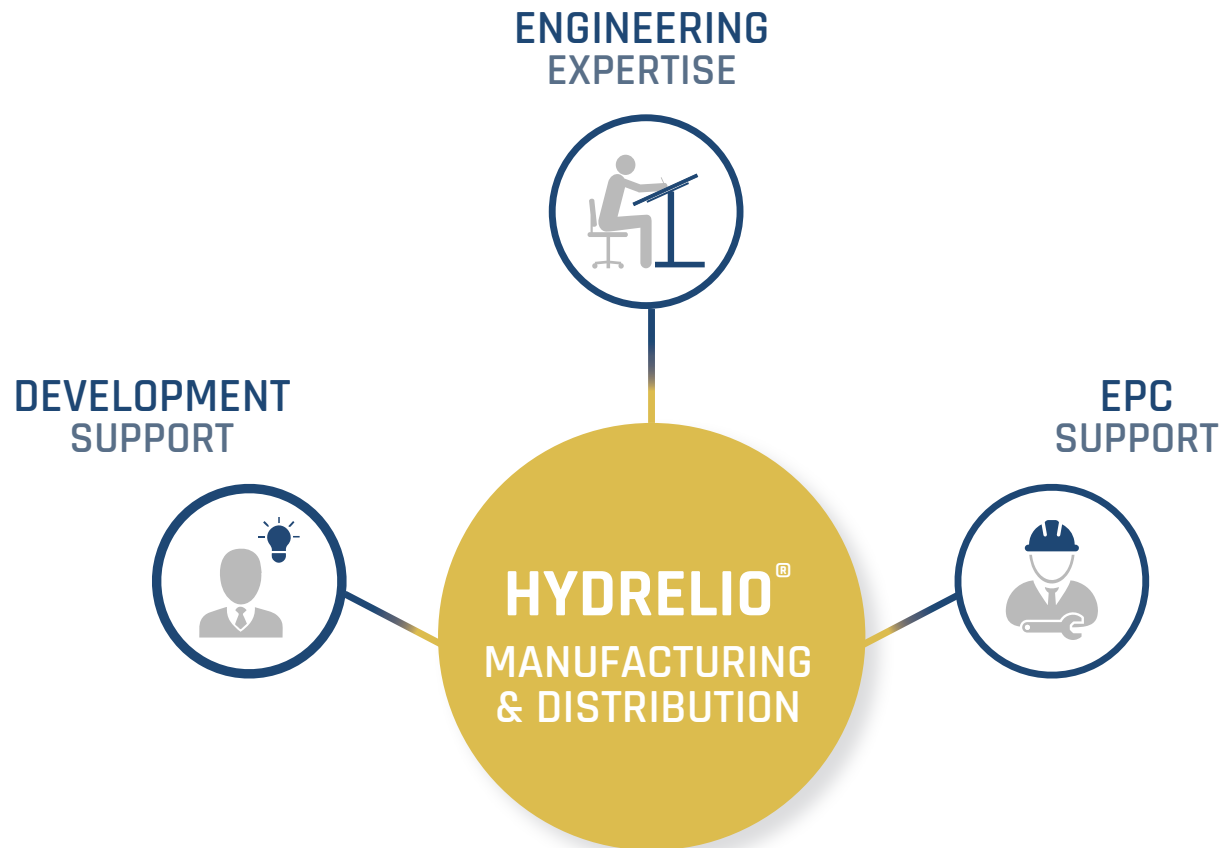 ENGINEERING
EXPERTISE
DEVELOPMENT
SUPPORT
EPC
SUPPORT
HYDRELIO®
MANUFACTURING
& DISTRIBUTION